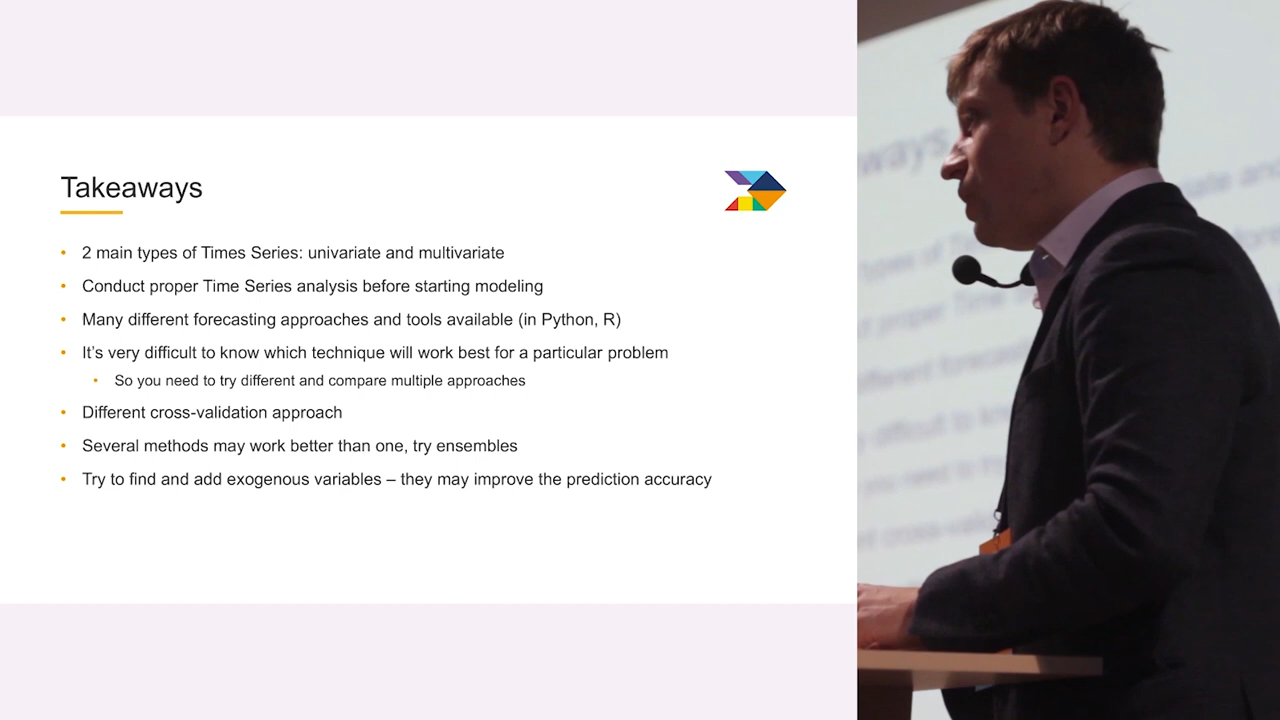 Takeaways
• 2 main types of Times Series: univariate and multivariate
• Conduct proper Time Series analysis before starting modeling
• Many different forecasting approaches and tools available (in Python, R)
• It’s very difficult to know which technique will work best for a particular problem
• So you need to try different and compare multiple approaches
• Different cross-validation approach
• Several methods may work better than one, try ensembles
• Try to find and add exogenous variables – they may improve the prediction accuracy